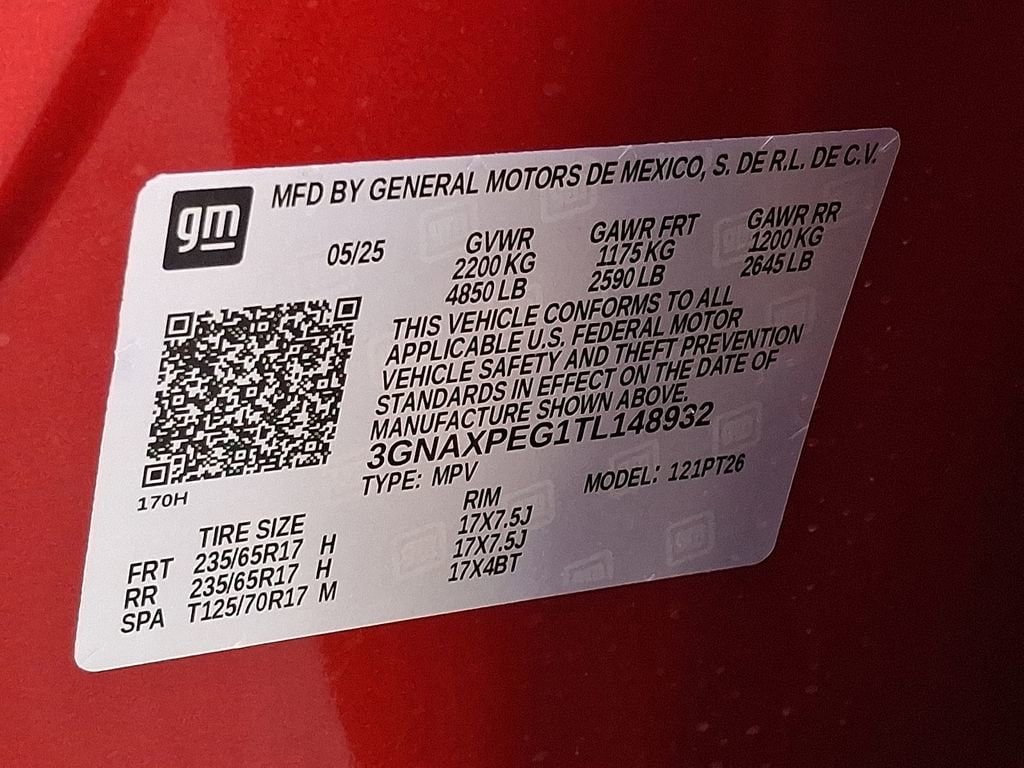 gm
MFD BY GENERAL MOTORS DE MEXICO, S. DE R.L. DE C.V.
05/25 GVWR GAWR FRT GAWR RR
2200 KG 1175 KG 1200 KG
4850 LB 2590 LB 2645 LB
THIS VEHICLE CONFORMS TO ALL
APPLICABLE U.S. FEDERAL MOTOR
VEHICLE SAFETY AND THEFT PREVENTION
STANDARDS IN EFFECT ON THE DATE OF
MANUFACTURE SHOWN ABOVE.
3GNAXPEG1TL148932
TYPE: MPV MODEL: 121PT26
170H
TIRE SIZE RIM
FRT 235/65R17 H 17X7.5J
RR 235/65R17 H 17X7.5J
SPA T125/70R17 M 17X4BT